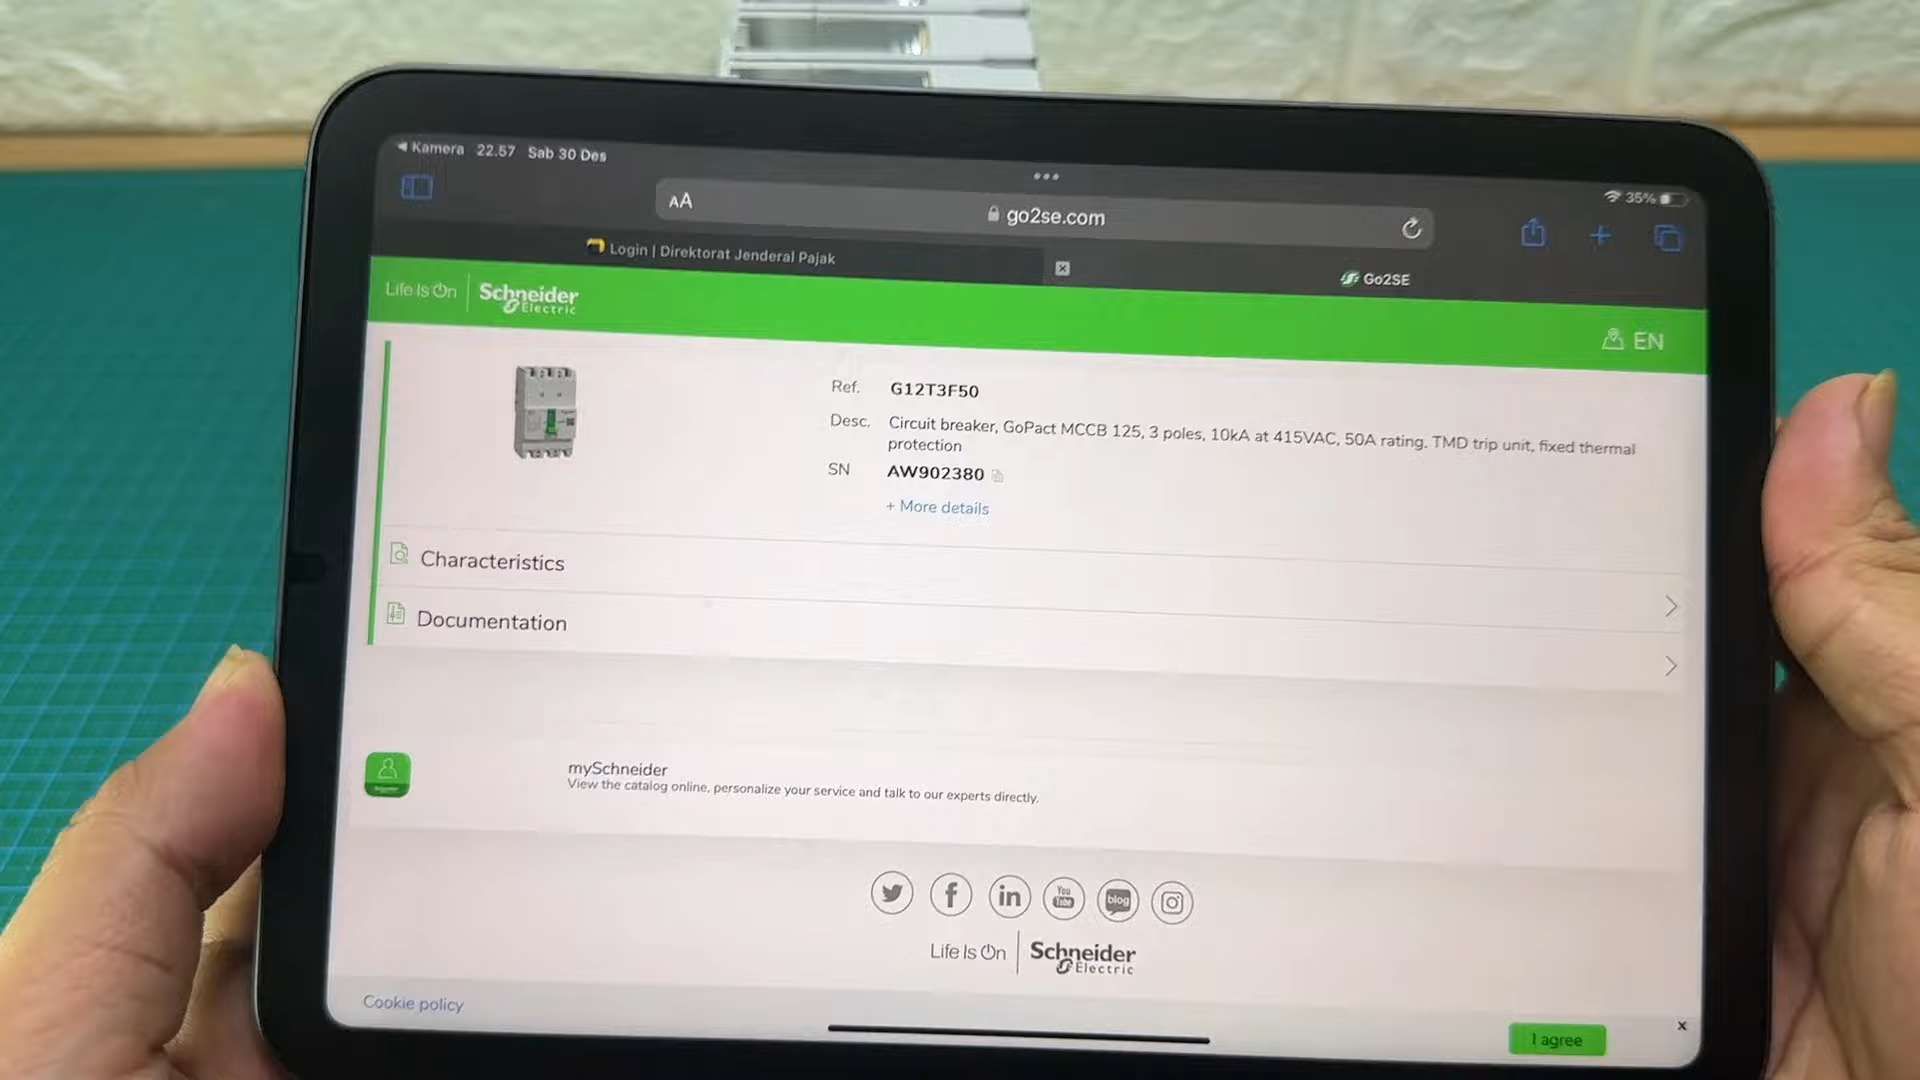 Kamera 22.57 Sab 30 Des
35%
AA go2se.com
Login | Direktorat Jenderal Pajak
Go2SE
Life Is On Schneider Electric
EN
Ref. G12T3F50
Desc. Circuit breaker, GoPact MCCB 125, 3 poles, 10kA at 415VAC, 50A rating. TMD trip unit, fixed thermal
protection
SN AW902380
+ More details
Characteristics
Documentation
mySchneider
View the catalog online, personalize your service and talk to our experts directly.
f in You Tube blog
Life Is On Schneider Electric
Cookie policy
x
I agree